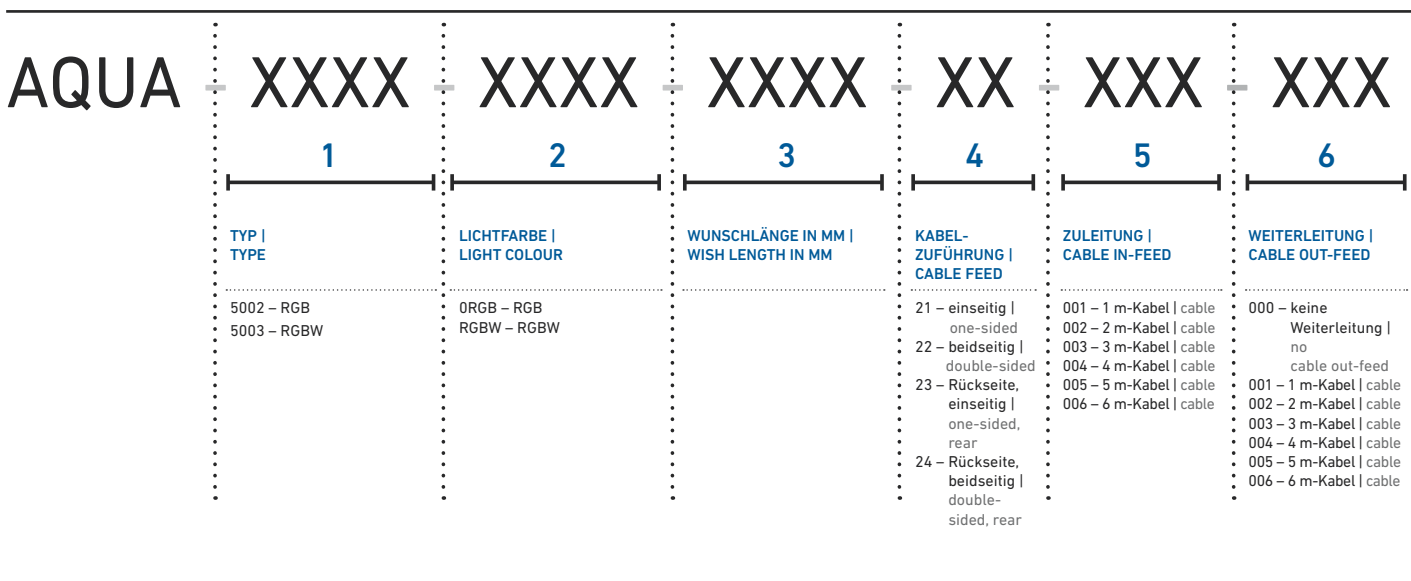 AQUA – XXXX – XXXX – XXXX – XX – XXX – XXX
1 2 3 4 5 6
TYP |
TYPE
5002 – RGB
5003 – RGBW
LICHTFARBE |
LIGHT COLOUR
0RGB – RGB
RGBW – RGBW
WUNSCHLÄNGE IN MM |
WISH LENGTH IN MM
KABEL-
ZUFÜHRUNG |
CABLE FEED
21 – einseitig |
one-sided
22 – beidseitig |
double-sided
23 – Rückseite,
einseitig |
one-sided,
rear
24 – Rückseite,
beidseitig |
double-
sided, rear
ZULEITUNG |
CABLE IN-FEED
001 – 1 m-Kabel | cable
002 – 2 m-Kabel | cable
003 – 3 m-Kabel | cable
004 – 4 m-Kabel | cable
005 – 5 m-Kabel | cable
006 – 6 m-Kabel | cable
WEITERLEITUNG |
CABLE OUT-FEED
000 – keine
Weiterleitung |
no
cable out-feed
001 – 1 m-Kabel | cable
002 – 2 m-Kabel | cable
003 – 3 m-Kabel | cable
004 – 4 m-Kabel | cable
005 – 5 m-Kabel | cable
006 – 6 m-Kabel | cable